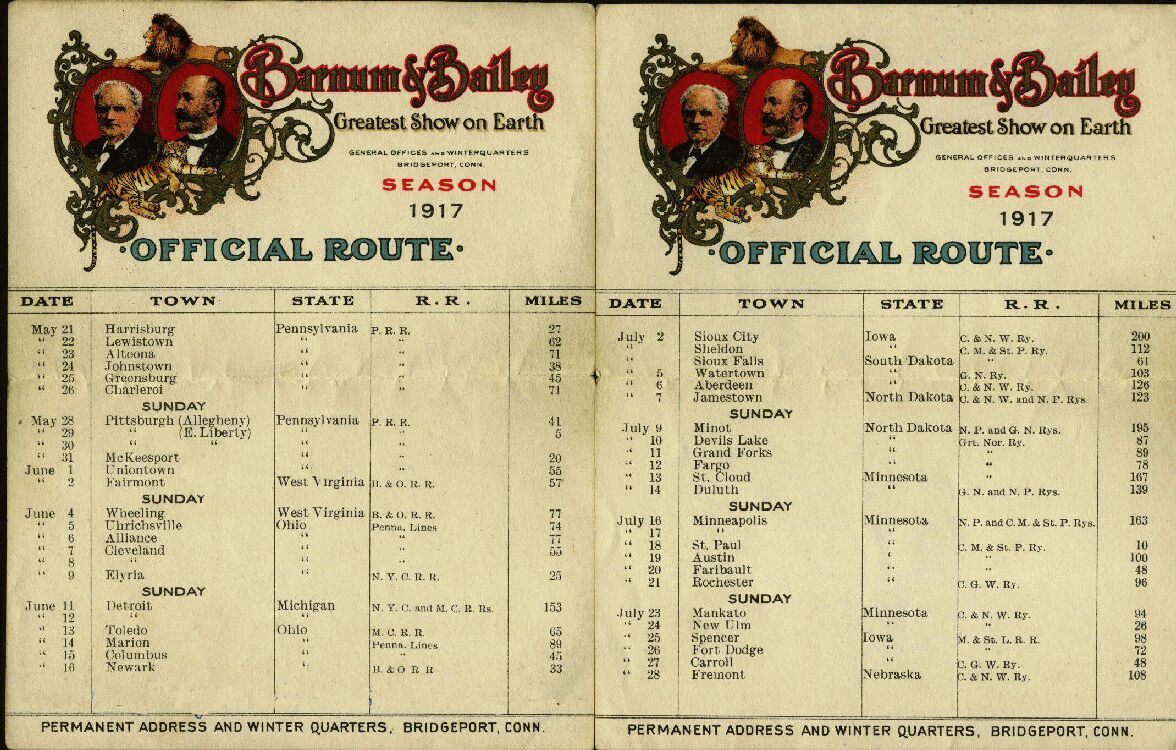 Barnum & Bailey
Greatest Show on Earth
GENERAL OFFICES AND WINTERQUARTERS
BRIDGEPORT, CONN.
SEASON
1917
·OFFICIAL ROUTE·
DATE TOWN STATE R.R. MILES
May 21 Harrisburg Pennsylvania P. R. R. 27
" 22 Lewistown " " 62
" 23 Altoona " " 71
" 24 Johnstown " " 38
" 25 Greensburg " " 45
" 26 Charleroi " " 71
SUNDAY
May 28 Pittsburgh (Allegheny) Pennsylvania P. R. R. 41
" 29 " (E. Liberty) " " 5
" 30 " " " "
" 31 McKeesport " " 20
June 1 Uniontown " " 55
" 2 Fairmont West Virginia B. & O. R. R. 57
SUNDAY
June 4 Wheeling West Virginia B. & O. R. R. 77
" 5 Uhrichsville Ohio Penna. Lines 74
" 6 Alliance " " 77
" 7 Cleveland " " 55
" 8 " " "
" 9 Elyria " N. Y. C. R. R. 25
SUNDAY
June 11 Detroit Michigan N. Y. C. and M. C. R. Rs. 153
" 12 " "
" 13 Toledo Ohio M. C. R. R. 65
" 14 Marion " Penna. Lines 89
" 15 Columbus " " 45
" 16 Newark " B. & O R R 33
PERMANENT ADDRESS AND WINTER QUARTERS, BRIDGEPORT, CONN.
Barnum & Bailey
Greatest Show on Earth
GENERAL OFFICES AND WINTERQUARTERS
BRIDGEPORT, CONN.
SEASON
1917
·OFFICIAL ROUTE·
DATE TOWN STATE R.R. MILES
July 2 Sioux City Iowa C. & N. W. Ry. 200
" Sheldon " C. M. & St. P. Ry. 112
" Sioux Falls South Dakota " 61
" 5 Watertown " G. N. Ry. 103
" 6 Aberdeen " C. & N. W. Ry. 126
" 7 Jamestown North Dakota C. & N. W. and N. P. Rys. 123
SUNDAY
July 9 Minot North Dakota N. P. and G. N. Rys. 195
" 10 Devils Lake " Grt. Nor. Ry. 87
" 11 Grand Forks " " 89
" 12 Fargo " " 78
" 13 St. Cloud Minnesota " 167
" 14 Duluth " G. N. and N. P. Rys. 139
SUNDAY
July 16 Minneapolis Minnesota N. P. and C. M. & St. P. Rys. 163
" 17 " "
" 18 St. Paul " C. M. & St. P. Ry. 10
" 19 Austin " " 100
" 20 Faribault " " 48
" 21 Rochester " C. G. W. Ry. 96
SUNDAY
July 23 Mankato Minnesota C. & N. W. Ry. 94
" 24 New Ulm " " 26
" 25 Spencer Iowa M. & St. L. R. R. 98
" 26 Fort Dodge " " 72
" 27 Carroll " C. G. W. Ry. 48
" 28 Fremont Nebraska C. & N. W. Ry. 108
PERMANENT ADDRESS AND WINTER QUARTERS, BRIDGEPORT, CONN.